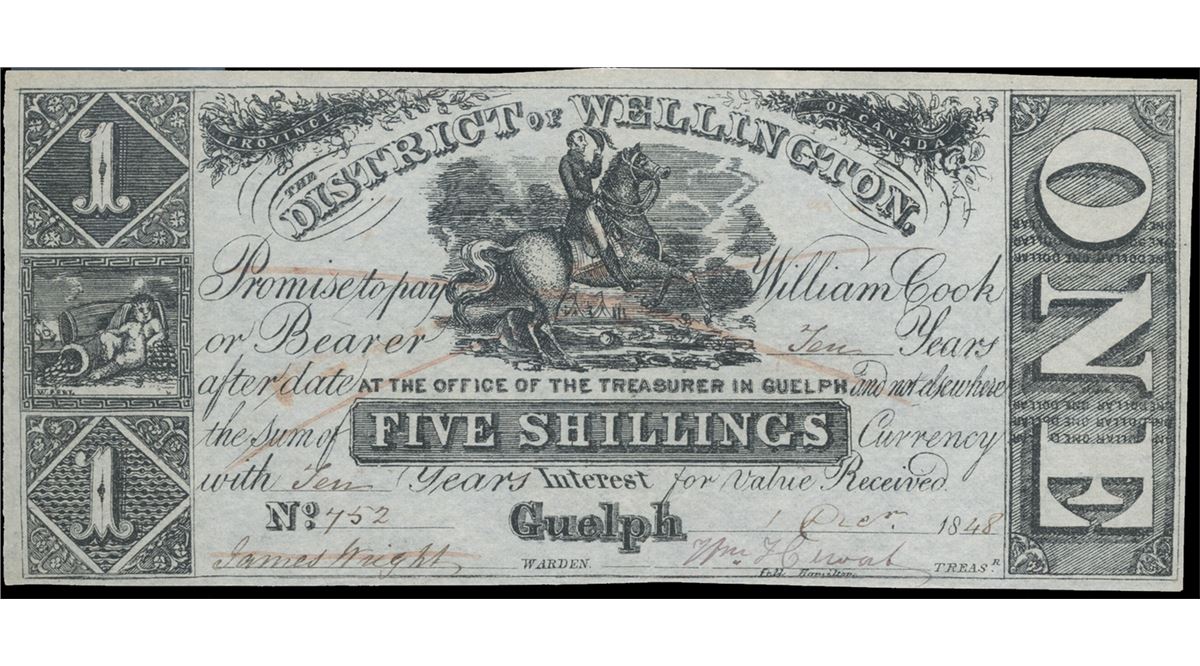 PROVINCE OF CANADA
THE DISTRICT OF WELLINGTON,
1
1
ONE
Promise to pay William Cook
or Bearer Ten Years
after date AT THE OFFICE OF THE TREASURER IN GUELPH and not elsewhere
the Sum of FIVE SHILLINGS Currency
with Ten Years Interest for Value Received.
No. 752 Guelph 1 Decr. 1848
James Wright WARDEN. TREASR